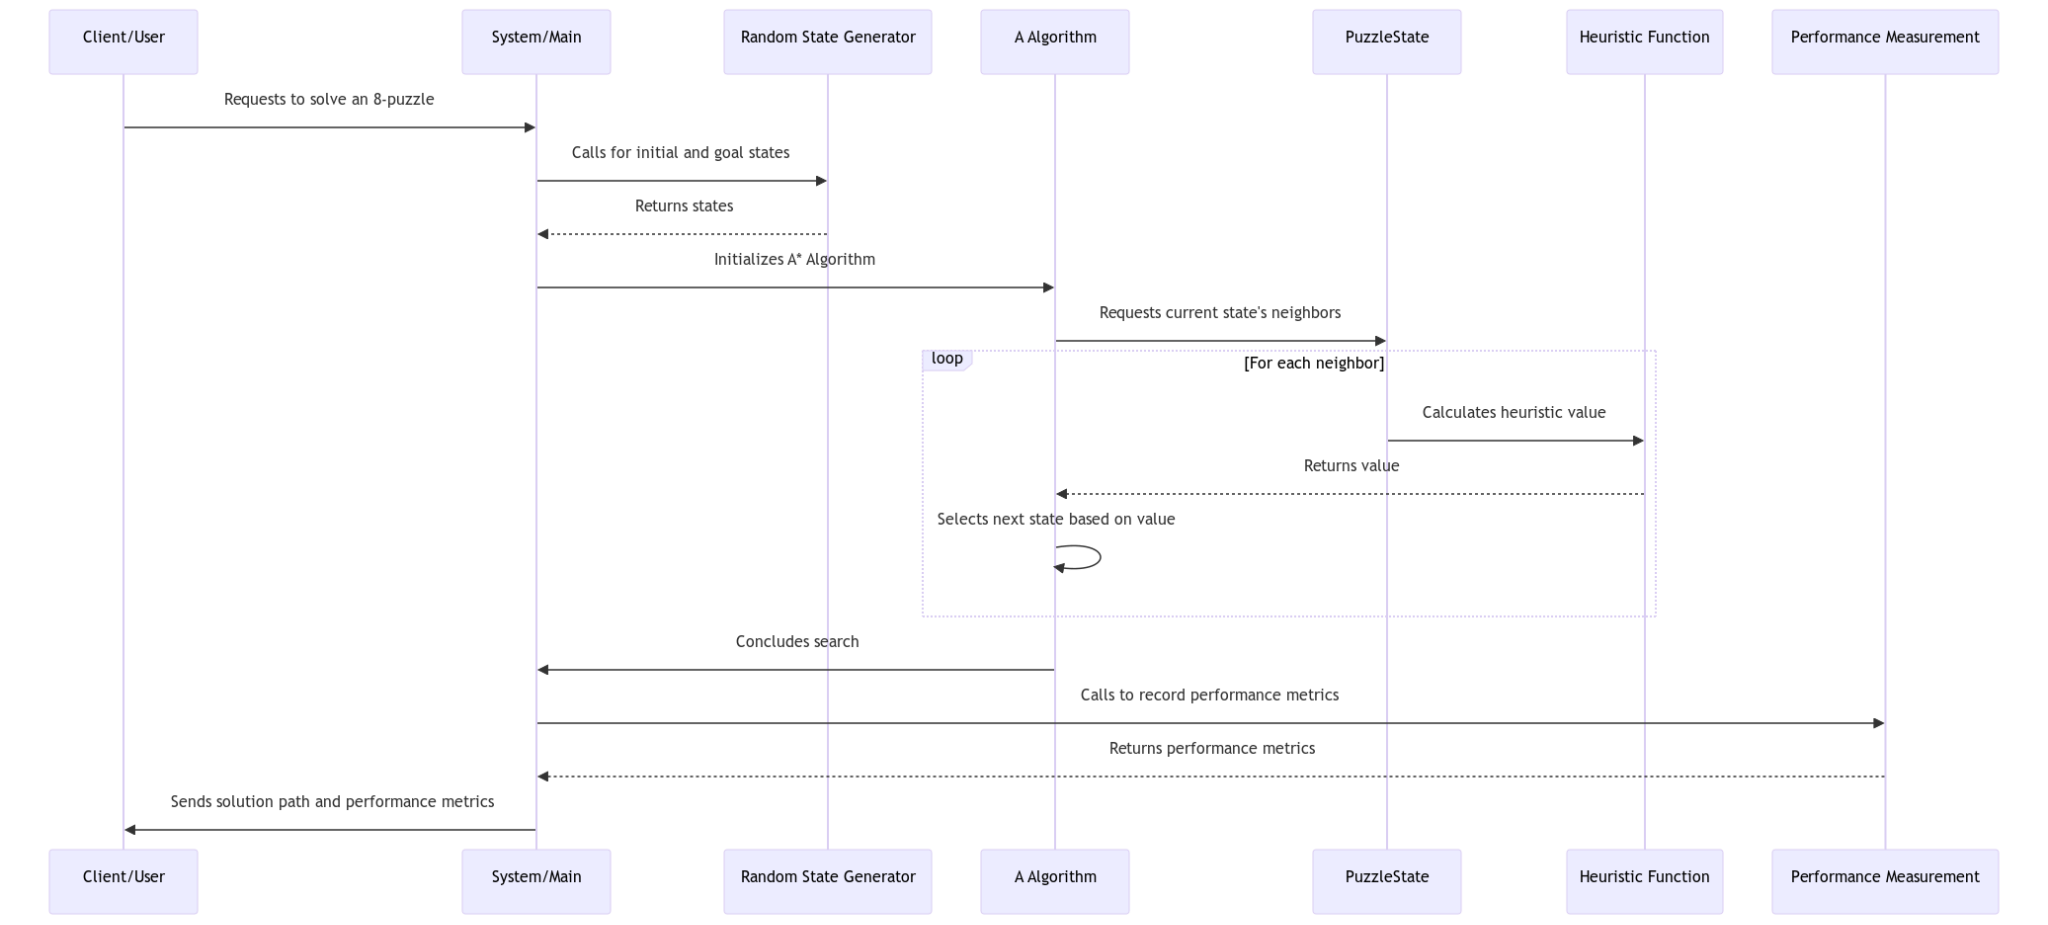 Client/User
System/Main
Random State Generator
A Algorithm
PuzzleState
Heuristic Function
Performance Measurement
Requests to solve an 8-puzzle
Calls for initial and goal states
Returns states
Initializes A* Algorithm
Requests current state's neighbors
loop
[For each neighbor]
Calculates heuristic value
Returns value
Selects next state based on value
Concludes search
Calls to record performance metrics
Returns performance metrics
Sends solution path and performance metrics
Client/User
System/Main
Random State Generator
A Algorithm
PuzzleState
Heuristic Function
Performance Measurement